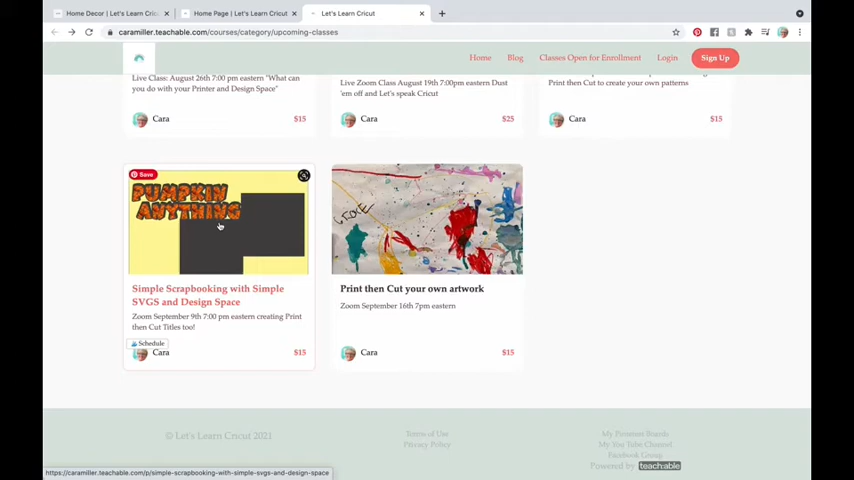 Home Decor | Let's Learn Cric
Home Page | Let's Learn Cricut
Let's Learn Cricut
caramiller.teachable.com/courses/category/upcoming-classes
Home
Blog
Classes Open for Enrollment
Login
Sign Up
Live Class: August 26th 7:00 pm eastern "What can
you do with your Printer and Design Space"
Cara
$15
Live Zoom Class August 19th 7:00pm eastern Dust
'em off and Let's speak Cricut
Cara
$25
Print then Cut to create your own patterns
Cara
$15
Save
PUMPKIN
ANYTHING
Simple Scrapbooking with Simple
SVGS and Design Space
Zoom September 9th 7:00 pm eastern creating Print
then Cut Titles too!
Schedule
Cara
$15
Print then Cut your own artwork
Zoom September 16th 7pm eastern
Cara
$15
© Let's Learn Cricut 2021
Terms of Use
Privacy Policy
My Pinterest Boards
My You Tube Channel
Facebook Group
Powered by teachable
https://caramiller.teachable.com/p/simple-scrapbooking-with-simple-svgs-and-design-space